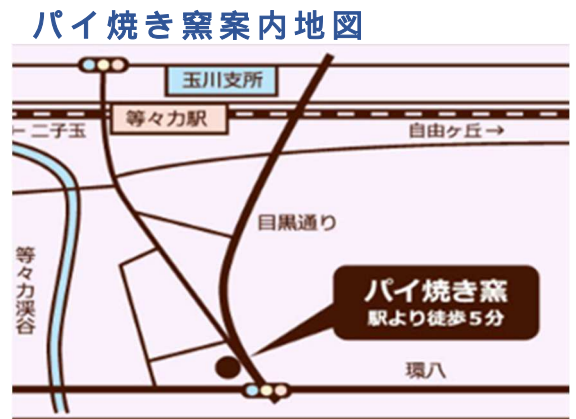 パイ焼き窯案内地図
玉川支所
等々力駅
←二子玉
自由ヶ丘→
目黒通り
等々力渓谷
パイ焼き窯
駅より徒歩5分
環八